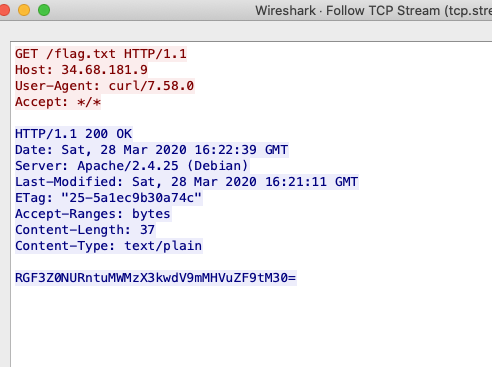 Wireshark · Follow TCP Stream (tcp.stre
GET /flag.txt HTTP/1.1
Host: 34.68.181.9
User-Agent: curl/7.58.0
Accept: */*
HTTP/1.1 200 OK
Date: Sat, 28 Mar 2020 16:22:39 GMT
Server: Apache/2.4.25 (Debian)
Last-Modified: Sat, 28 Mar 2020 16:21:11 GMT
ETag: "25-5a1ec9b30a74c"
Accept-Ranges: bytes
Content-Length: 37
Content-Type: text/plain
RGF3Z0NURntuMWMzX3kwdV9mMHVuZF9tM30=